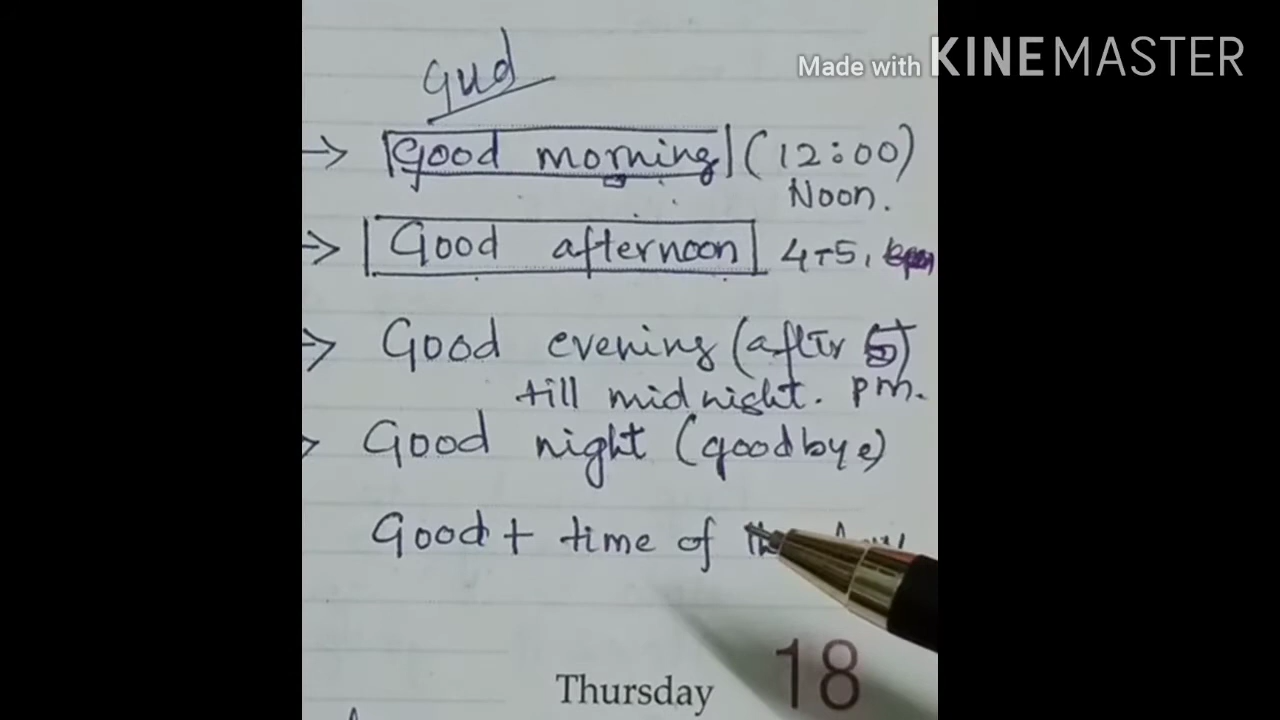 Made with KINEMASTER
gud
→ Good morning (12:00)
Noon.
→ Good afternoon 4-5,
→ Good evening (after 5)
till midnight. pm.
> Good night (goodbye)
Good + time of
Thursday 18